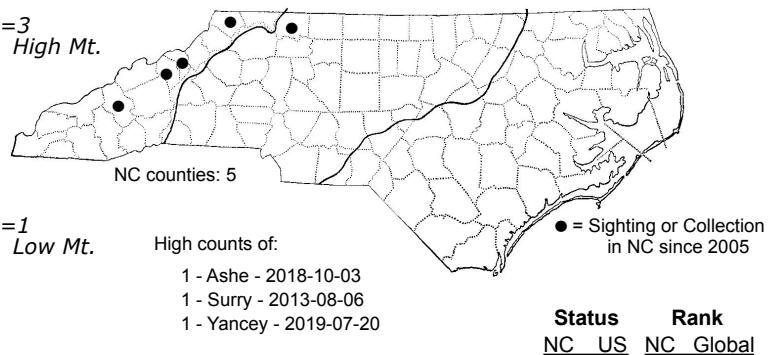 =3
High Mt.
NC counties: 5
=1
Low Mt.
High counts of:
1 - Ashe - 2018-10-03
1 - Surry - 2013-08-06
1 - Yancey - 2019-07-20
● = Sighting or Collection
in NC since 2005
Status Rank
NC US NC Global